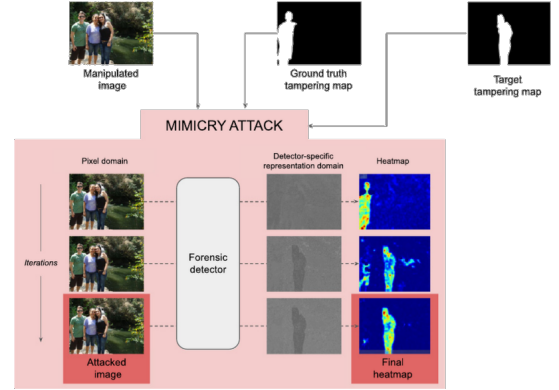 Manipulated
image
Ground truth
tampering map
Target
tampering map
MIMICRY ATTACK
Pixel domain
Detector-specific
representation domain
Heatmap
Iterations
Forensic
detector
Attacked
image
Final
heatmap